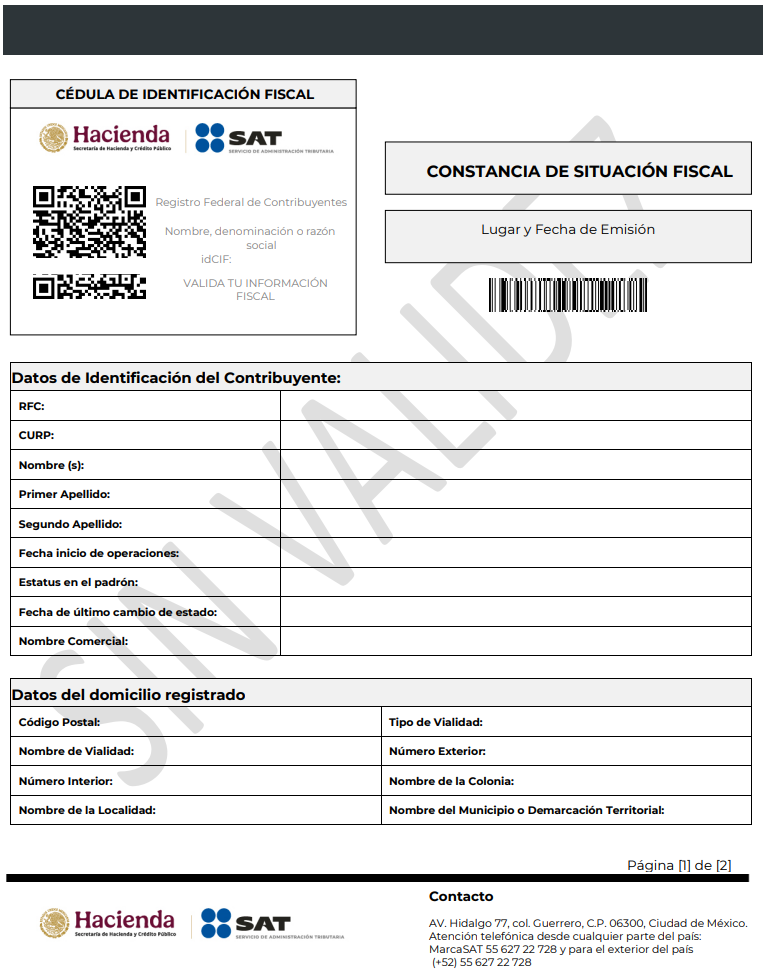 CÉDULA DE IDENTIFICACIÓN FISCAL
Hacienda
Secretaría de Hacienda y Crédito Público
SAT
SERVICIO DE ADMINISTRACIÓN TRIBUTARIA
Registro Federal de Contribuyentes
Nombre, denominación o razón
social
idCIF:
VALIDA TU INFORMACIÓN
FISCAL
CONSTANCIA DE SITUACIÓN FISCAL
Lugar y Fecha de Emisión
SIN VALIDEZ
Datos de Identificación del Contribuyente:
RFC:
CURP:
Nombre (s):
Primer Apellido:
Segundo Apellido:
Fecha inicio de operaciones:
Estatus en el padrón:
Fecha de último cambio de estado:
Nombre Comercial:
Datos del domicilio registrado
Código Postal:
Tipo de Vialidad:
Nombre de Vialidad:
Número Exterior:
Número Interior:
Nombre de la Colonia:
Nombre de la Localidad:
Nombre del Municipio o Demarcación Territorial:
Página [1] de [2]
Hacienda
Secretaría de Hacienda y Crédito Público
SAT
SERVICIO DE ADMINISTRACIÓN TRIBUTARIA
Contacto
AV. Hidalgo 77, col. Guerrero, C.P. 06300, Ciudad de México.
Atención telefónica desde cualquier parte del país:
MarcaSAT 55 627 22 728 y para el exterior del país
(+52) 55 627 22 728